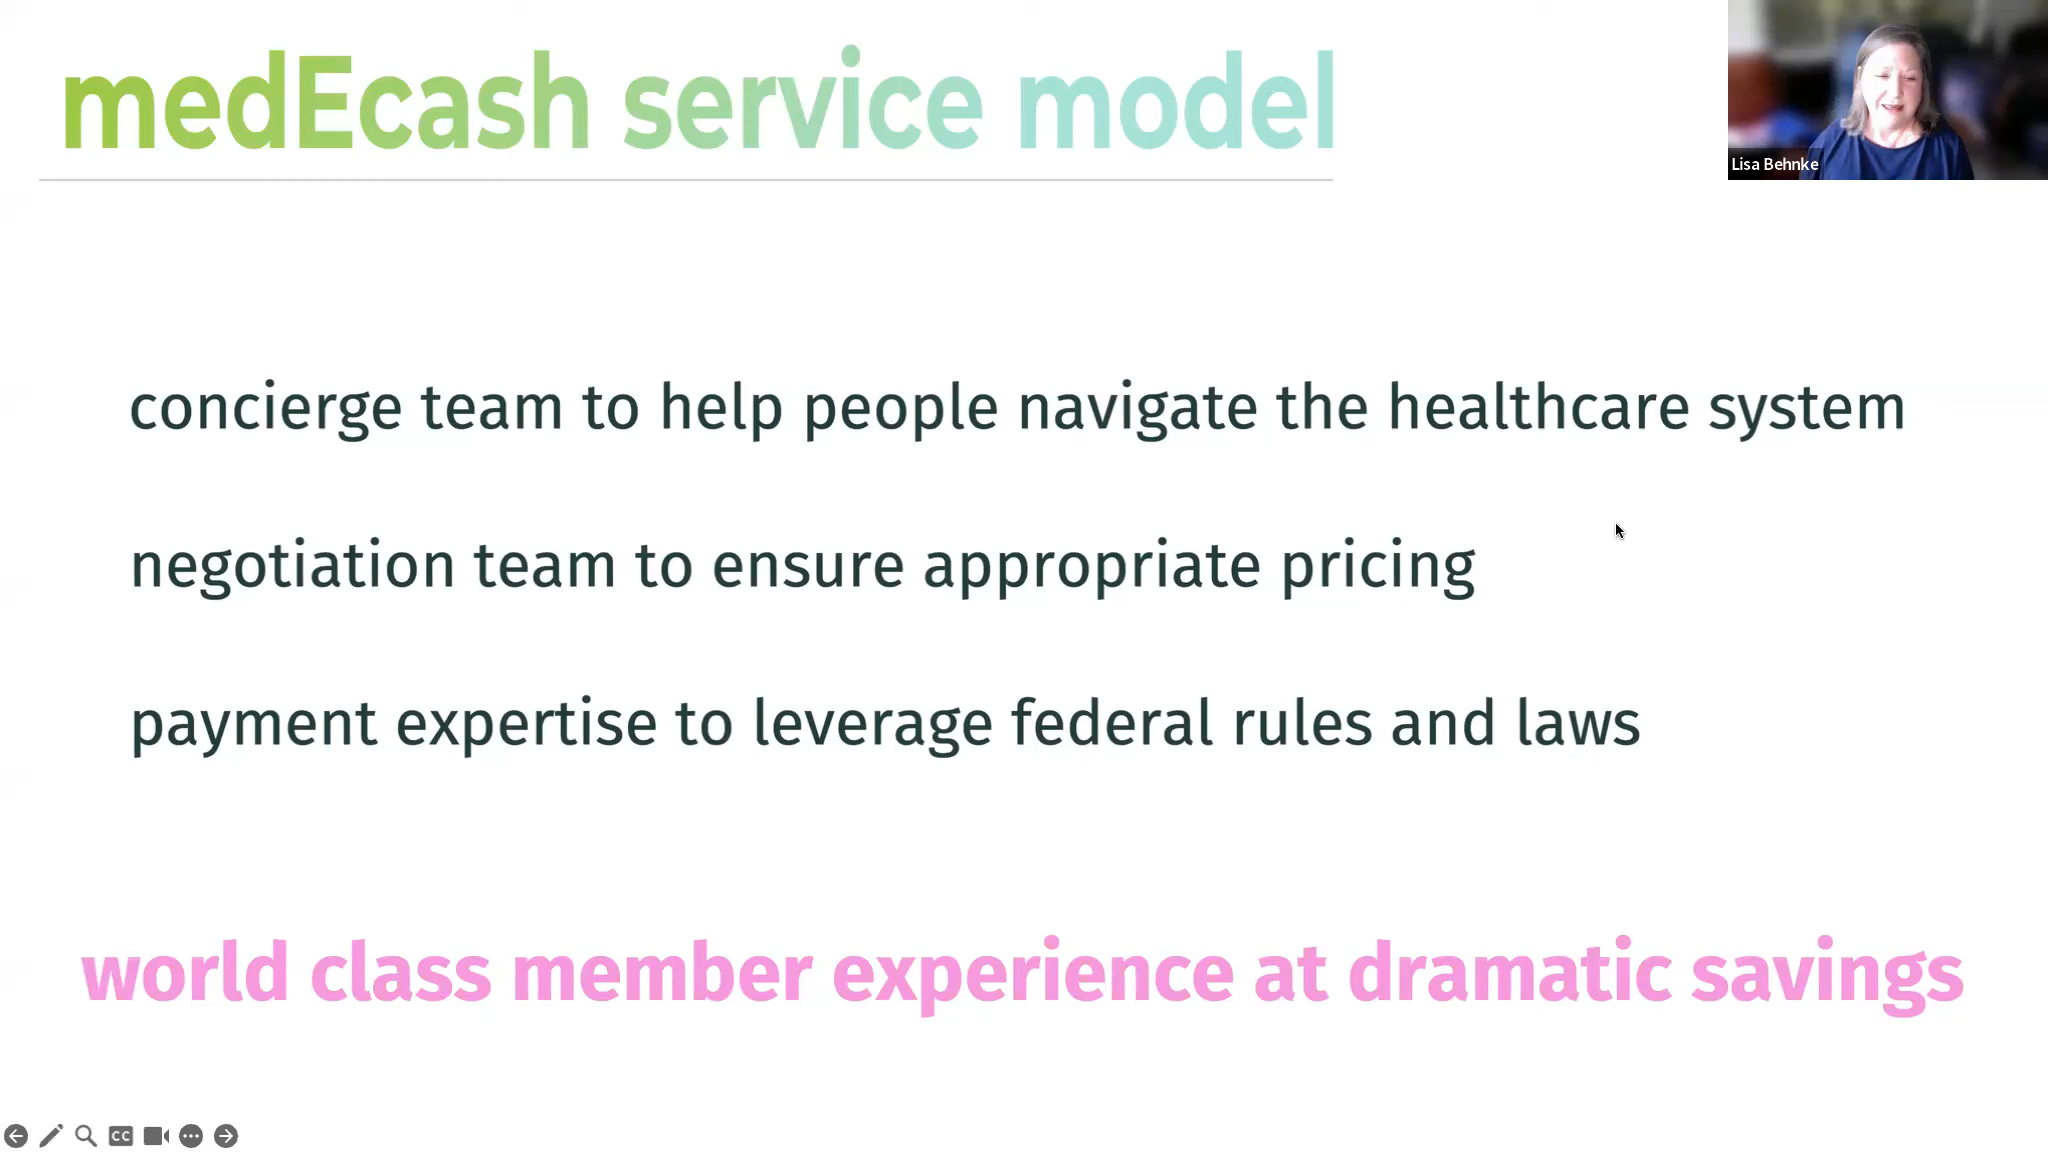 medEcash service model
Lisa Behnke
concierge team to help people navigate the healthcare system
negotiation team to ensure appropriate pricing
payment expertise to leverage federal rules and laws
world class member experience at dramatic savings
CC